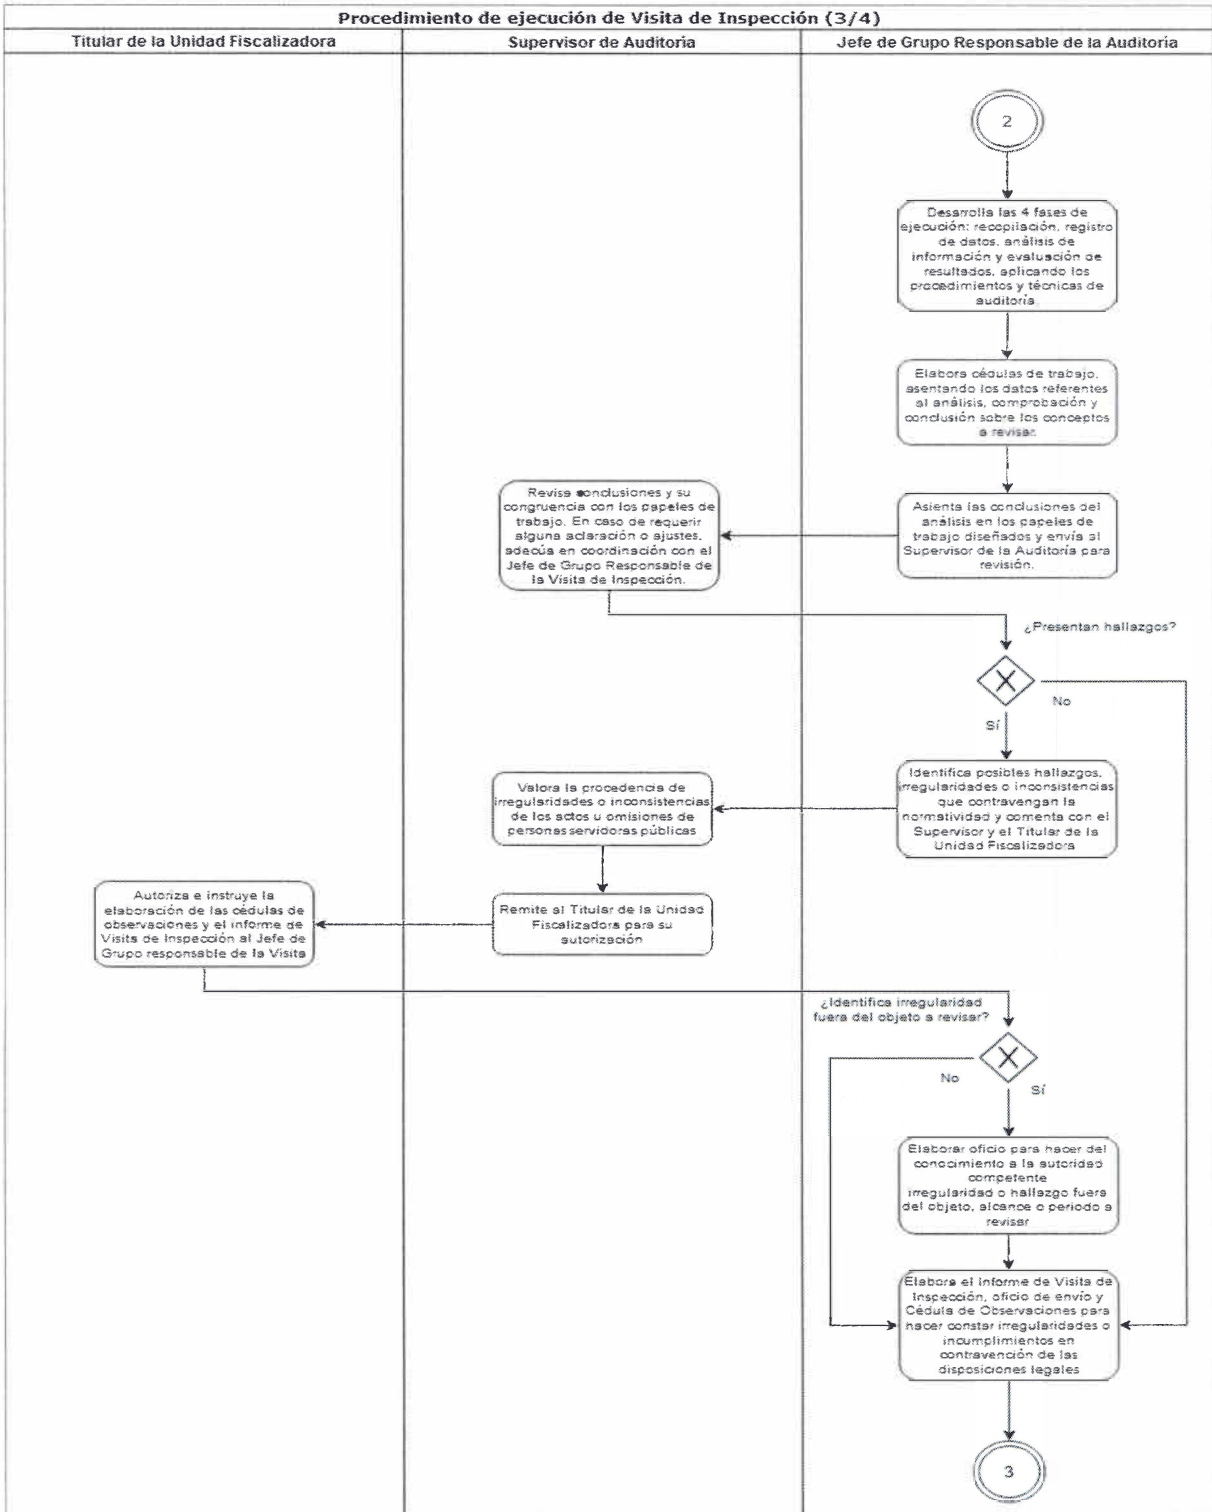 Procedimiento de ejecución de Visita de Inspección (3/4)
Titular de la Unidad Fiscalizadora
Supervisor de Auditoría
Jefe de Grupo Responsable de la Auditoría
2
Desarrolla las 4 fases de
ejecución: recopilación, registro
de datos, análisis de
información y evaluación de
resultados, aplicando los
procedimientos y técnicas de
auditoría.
Elabora cédulas de trabajo,
asentando los datos referentes
al análisis, comprobación y
conclusión sobre los conceptos
a revisar.
Asienta las conclusiones del
análisis en los papeles de
trabajo diseñados y envía al
Supervisor de la Auditoría para
revisión.
Revisa conclusiones y su
congruencia con los papeles de
trabajo. En caso de requerir
alguna aclaración o ajustes,
adecúa en coordinación con el
Jefe de Grupo Responsable de
la Visita de Inspección.
¿Presentan hallazgos?
No
Sí
Identifica posibles hallazgos,
irregularidades o inconsistencias
que contravengan la
normatividad y comenta con el
Supervisor y el Titular de la
Unidad Fiscalizadora
Valora la procedencia de
irregularidades o inconsistencias
de los actos u omisiones de
personas servidoras públicas
Remite al Titular de la Unidad
Fiscalizadora para su
autorización
Autoriza e instruye la
elaboración de las cédulas de
observaciones y el informe de
Visita de Inspección al Jefe de
Grupo responsable de la Visita
¿Identifica irregularidad
fuera del objeto a revisar?
No
Sí
Elaborar oficio para hacer del
conocimiento a la autoridad
competente
irregularidad o hallazgo fuera
del objeto, alcance o periodo a
revisar
Elabora el Informe de Visita de
Inspección, oficio de envío y
Cédula de Observaciones para
hacer constar irregularidades o
incumplimientos en
contravención de las
disposiciones legales
3